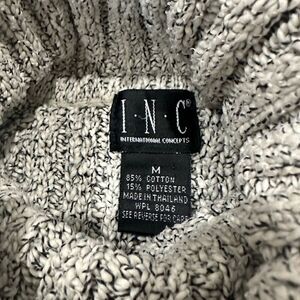 I·N·C®
INTERNATIONAL CONCEPTS
M
85% COTTON
15% POLYESTER
MADE IN THAILAND
WPL 8046
SEE REVERSE FOR CARE